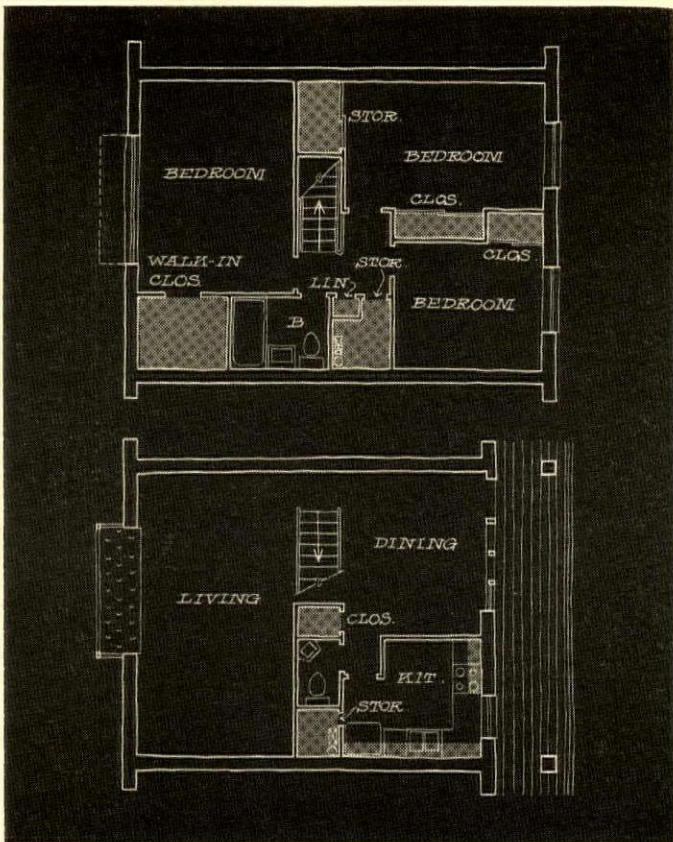 STOR.
BEDROOM
BEDROOM
CLOS.
CLOS
WALK-IN
CLOS.
STOR.
LIN.
BEDROOM
B
DINING
LIVING
CLOS.
KIT.
STOR